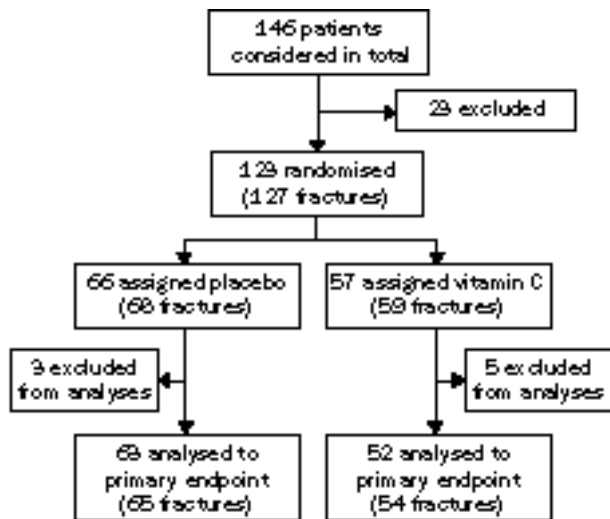 146 patients
considered in total
23 excluded
123 randomised
(127 fractures)
66 assigned placebo
(68 fractures)
57 assigned vitamin C
(59 fractures)
3 excluded
from analyses
5 excluded
from analyses
63 analysed to
primary endpoint
(65 fractures)
52 analysed to
primary endpoint
(54 fractures)